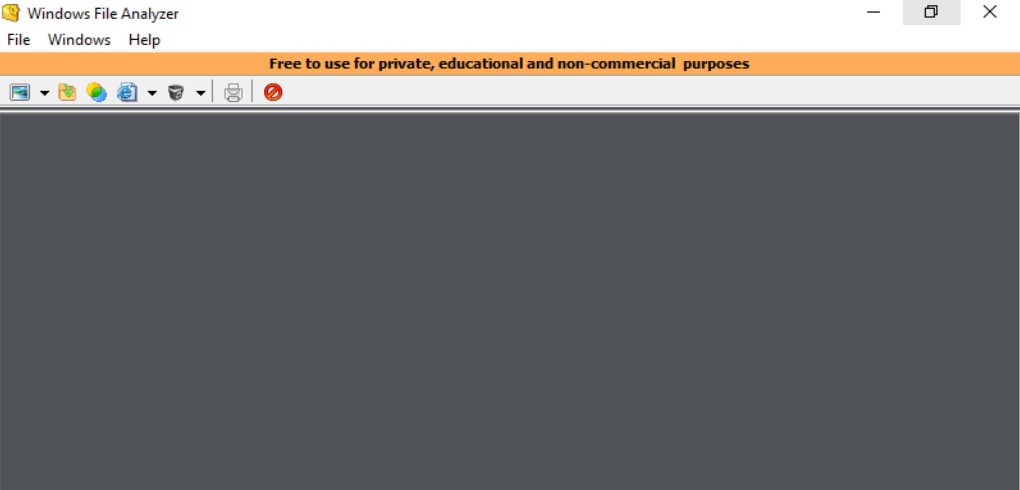 Windows File Analyzer
File Windows Help
Free to use for private, educational and non-commercial purposes